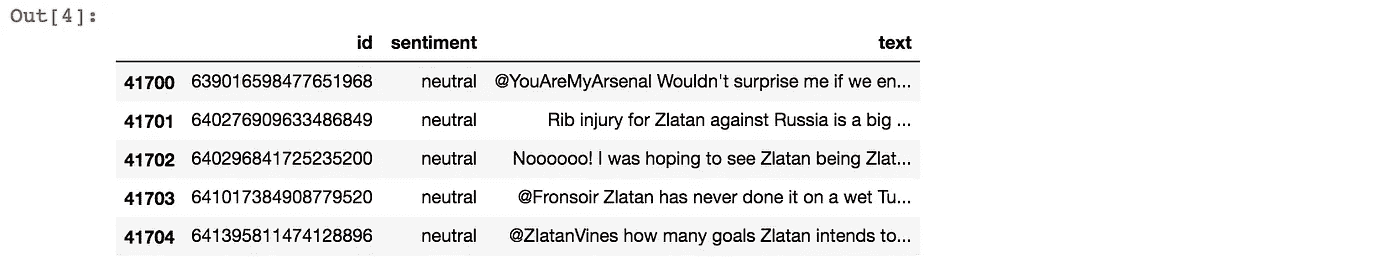 Out[4]:
id sentiment text
41700 639016598477651968 neutral @YouAreMyArsenal Wouldn't surprise me if we en...
41701 640276909633486849 neutral Rib injury for Zlatan against Russia is a big ...
41702 640296841725235200 neutral Noooooo! I was hoping to see Zlatan being Zlat...
41703 641017384908779520 neutral @Fronsoir Zlatan has never done it on a wet Tu...
41704 641395811474128896 neutral @ZlatanVines how many goals Zlatan intends to...